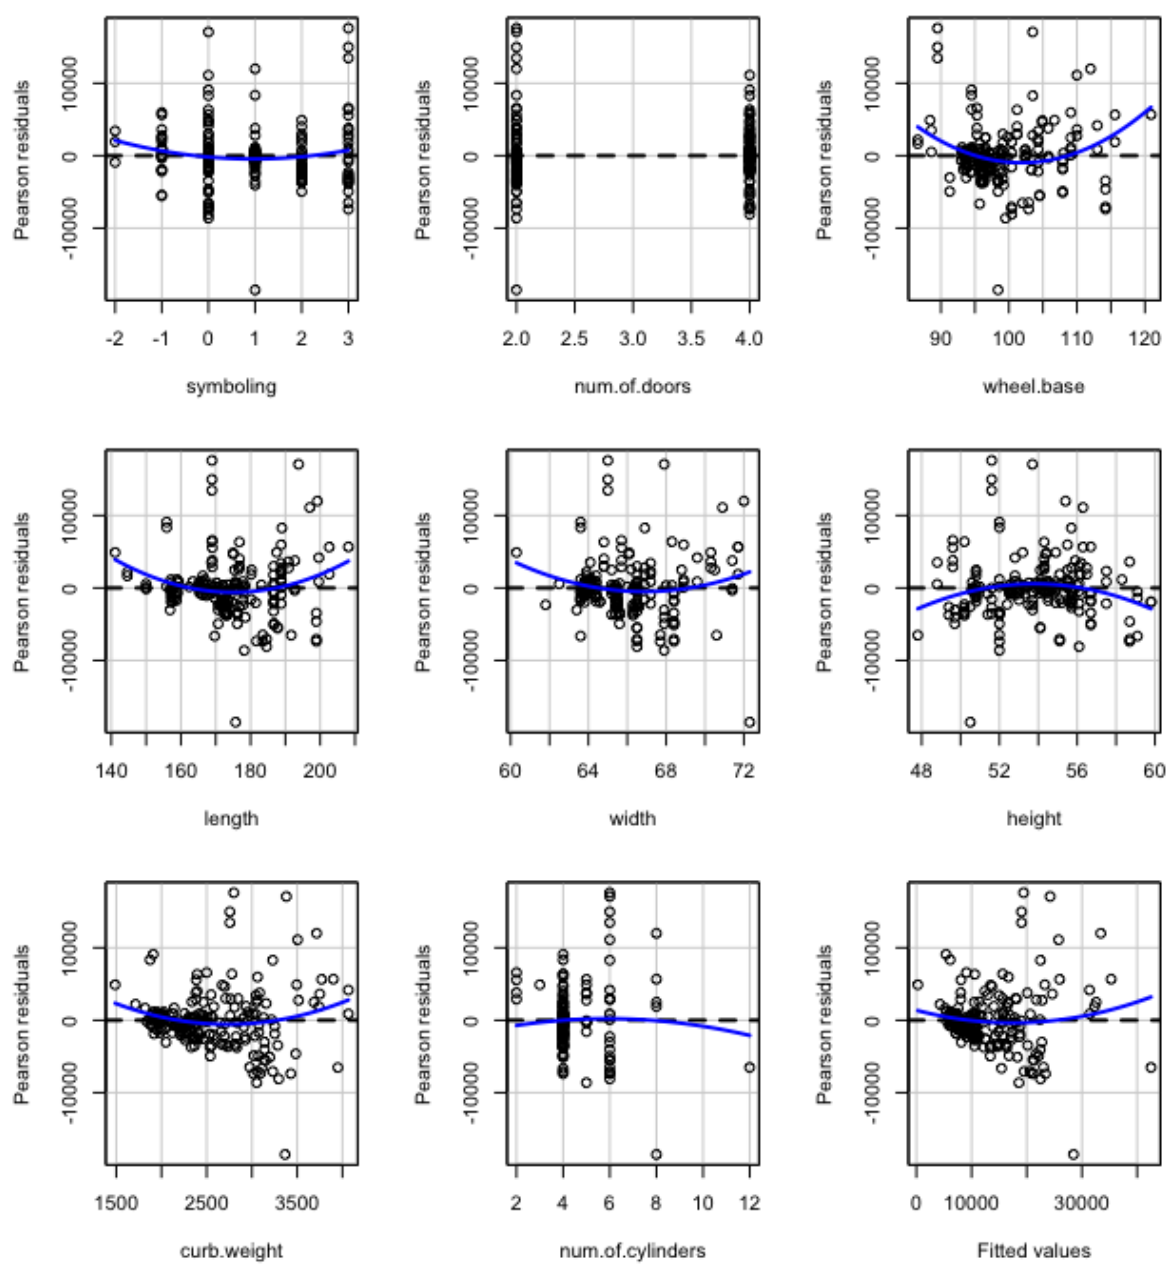 Pearson residuals
10000
0
-10000
-2 -1 0 1 2 3
symboling
Pearson residuals
10000
0
-10000
2.0 2.5 3.0 3.5 4.0
num.of.doors
Pearson residuals
10000
0
-10000
90 100 110 120
wheel.base
Pearson residuals
10000
0
-10000
140 160 180 200
length
Pearson residuals
10000
0
-10000
60 64 68 72
width
Pearson residuals
10000
0
-10000
48 52 56 60
height
Pearson residuals
10000
0
-10000
1500 2500 3500
curb.weight
Pearson residuals
10000
0
-10000
2 4 6 8 10 12
num.of.cylinders
Pearson residuals
10000
0
-10000
0 10000 30000
Fitted values